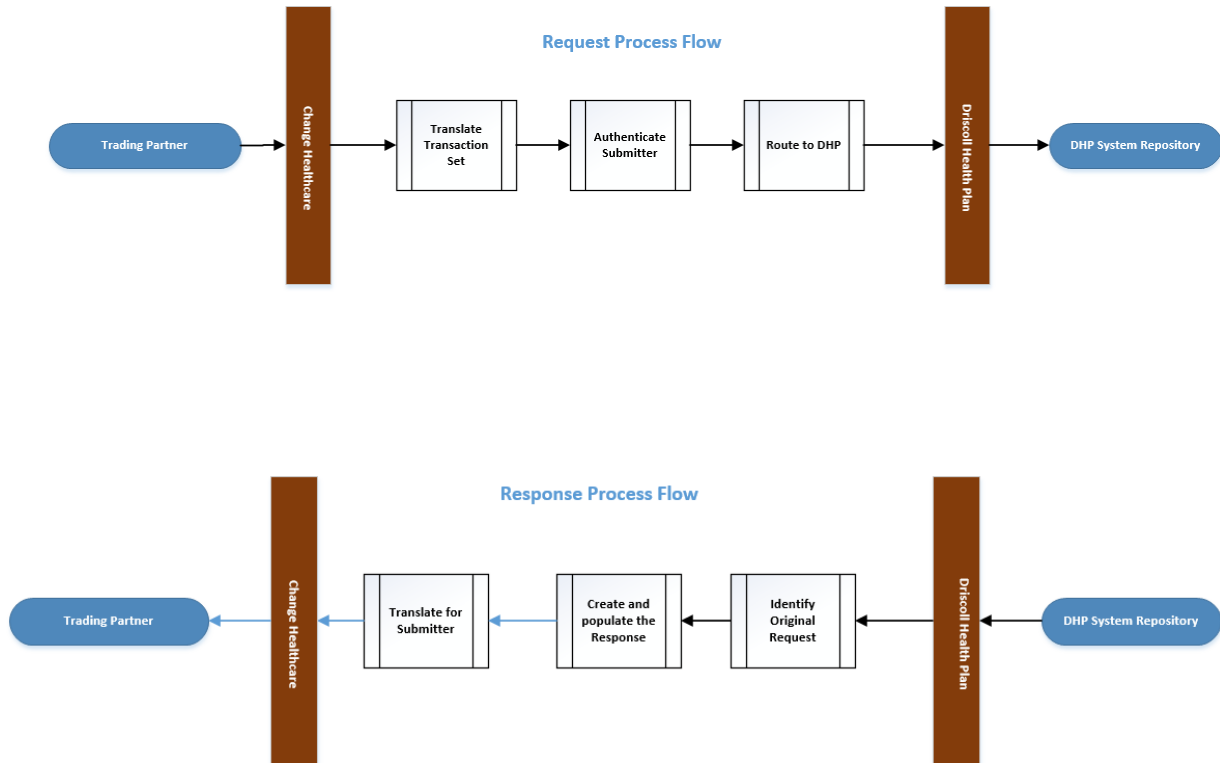 Request Process Flow
Trading Partner
Change Healthcare
Translate
Transaction
Set
Authenticate
Submitter
Route to DHP
Driscoll Health Plan
DHP System Repository
Response Process Flow
Trading Partner
Change Healthcare
Translate for
Submitter
Create and
populate the
Response
Identify
Original
Request
Driscoll Health Plan
DHP System Repository